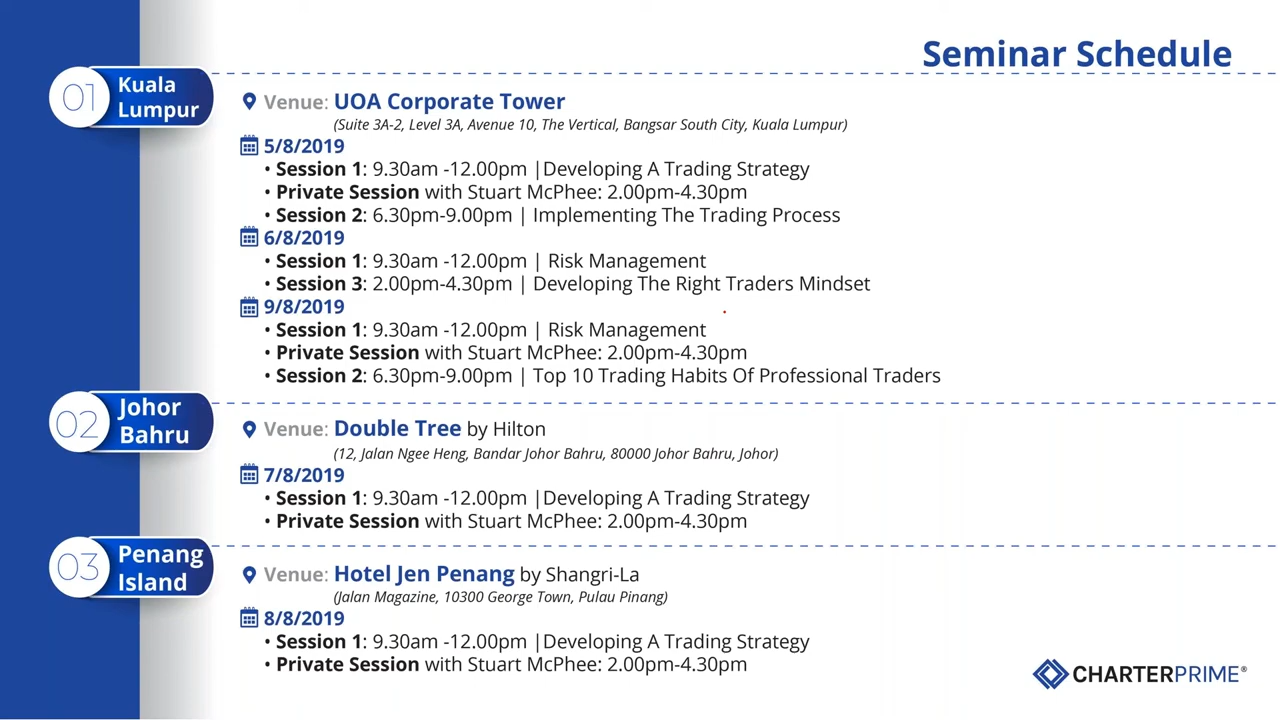 Seminar Schedule
01
Kuala
Lumpur
Venue: UOA Corporate Tower
(Suite 3A-2, Level 3A, Avenue 10, The Vertical, Bangsar South City, Kuala Lumpur)
5/8/2019
• Session 1: 9.30am -12.00pm |Developing A Trading Strategy
• Private Session with Stuart McPhee: 2.00pm-4.30pm
• Session 2: 6.30pm-9.00pm | Implementing The Trading Process
6/8/2019
• Session 1: 9.30am -12.00pm | Risk Management
• Session 3: 2.00pm-4.30pm | Developing The Right Traders Mindset
9/8/2019
• Session 1: 9.30am -12.00pm | Risk Management
• Private Session with Stuart McPhee: 2.00pm-4.30pm
• Session 2: 6.30pm-9.00pm | Top 10 Trading Habits Of Professional Traders
02
Johor
Bahru
Venue: Double Tree by Hilton
(12, Jalan Ngee Heng, Bandar Johor Bahru, 80000 Johor Bahru, Johor)
7/8/2019
• Session 1: 9.30am -12.00pm |Developing A Trading Strategy
• Private Session with Stuart McPhee: 2.00pm-4.30pm
03
Penang
Island
Venue: Hotel Jen Penang by Shangri-La
(Jalan Magazine, 10300 George Town, Pulau Pinang)
8/8/2019
• Session 1: 9.30am -12.00pm |Developing A Trading Strategy
• Private Session with Stuart McPhee: 2.00pm-4.30pm
CHARTERPRIME®